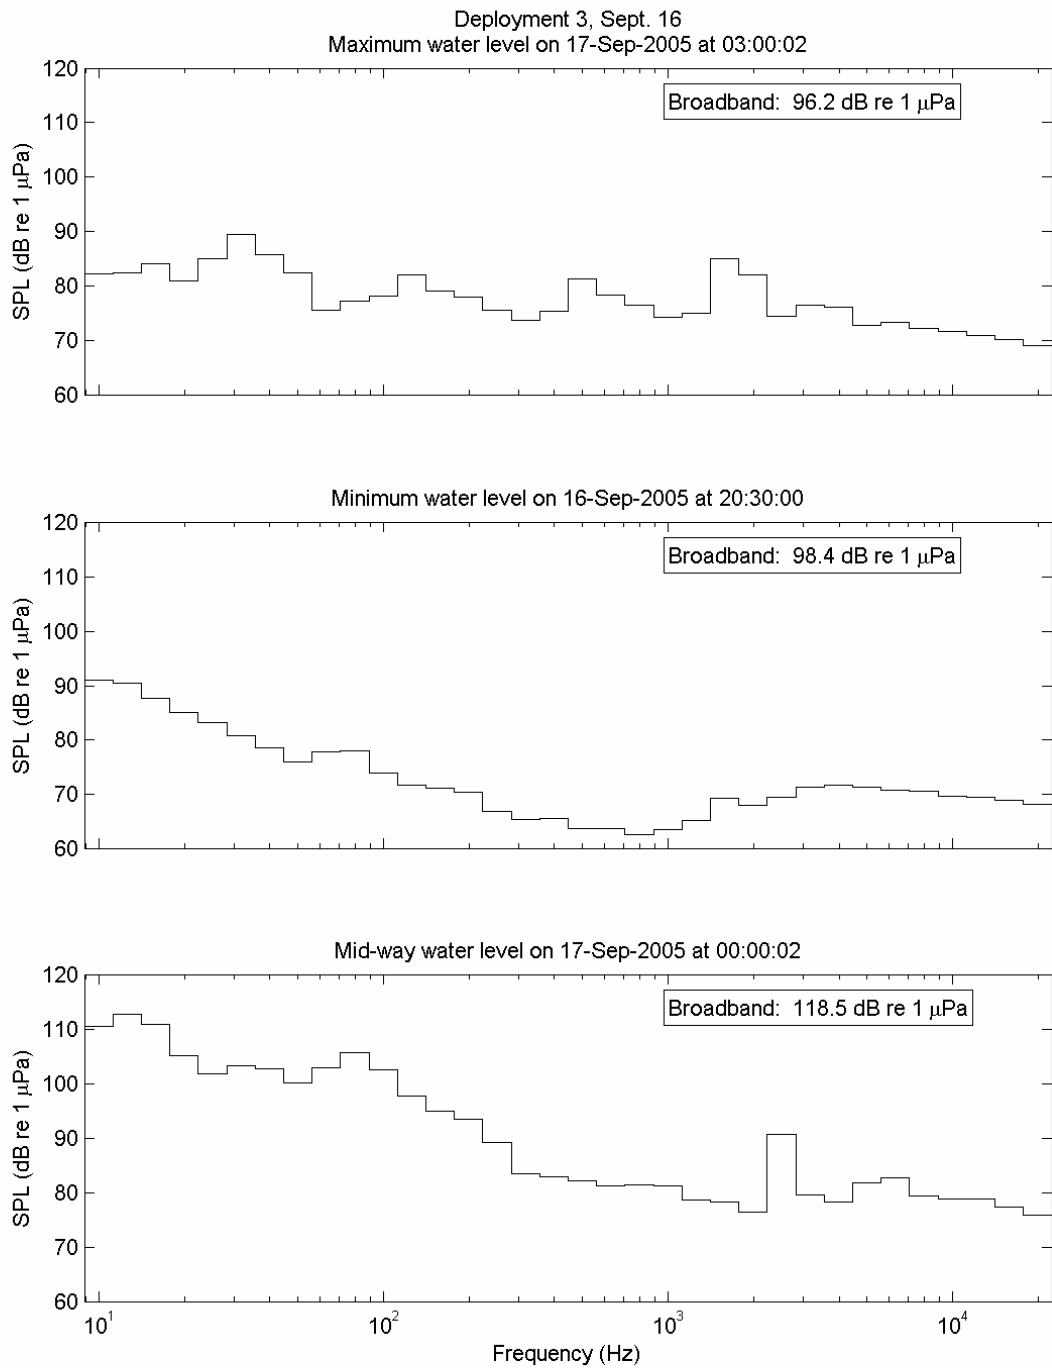 Deployment 3, Sept. 16
Maximum water level on 17-Sep-2005 at 03:00:02
120
110
100
90
80
70
60
SPL (dB re 1 μPa)
Broadband: 96.2 dB re 1 μPa
Minimum water level on 16-Sep-2005 at 20:30:00
120
110
100
90
80
70
60
SPL (dB re 1 μPa)
Broadband: 98.4 dB re 1 μPa
Mid-way water level on 17-Sep-2005 at 00:00:02
120
110
100
90
80
70
60
SPL (dB re 1 μPa)
Broadband: 118.5 dB re 1 μPa
10¹ 10² 10³ 10⁴
Frequency (Hz)